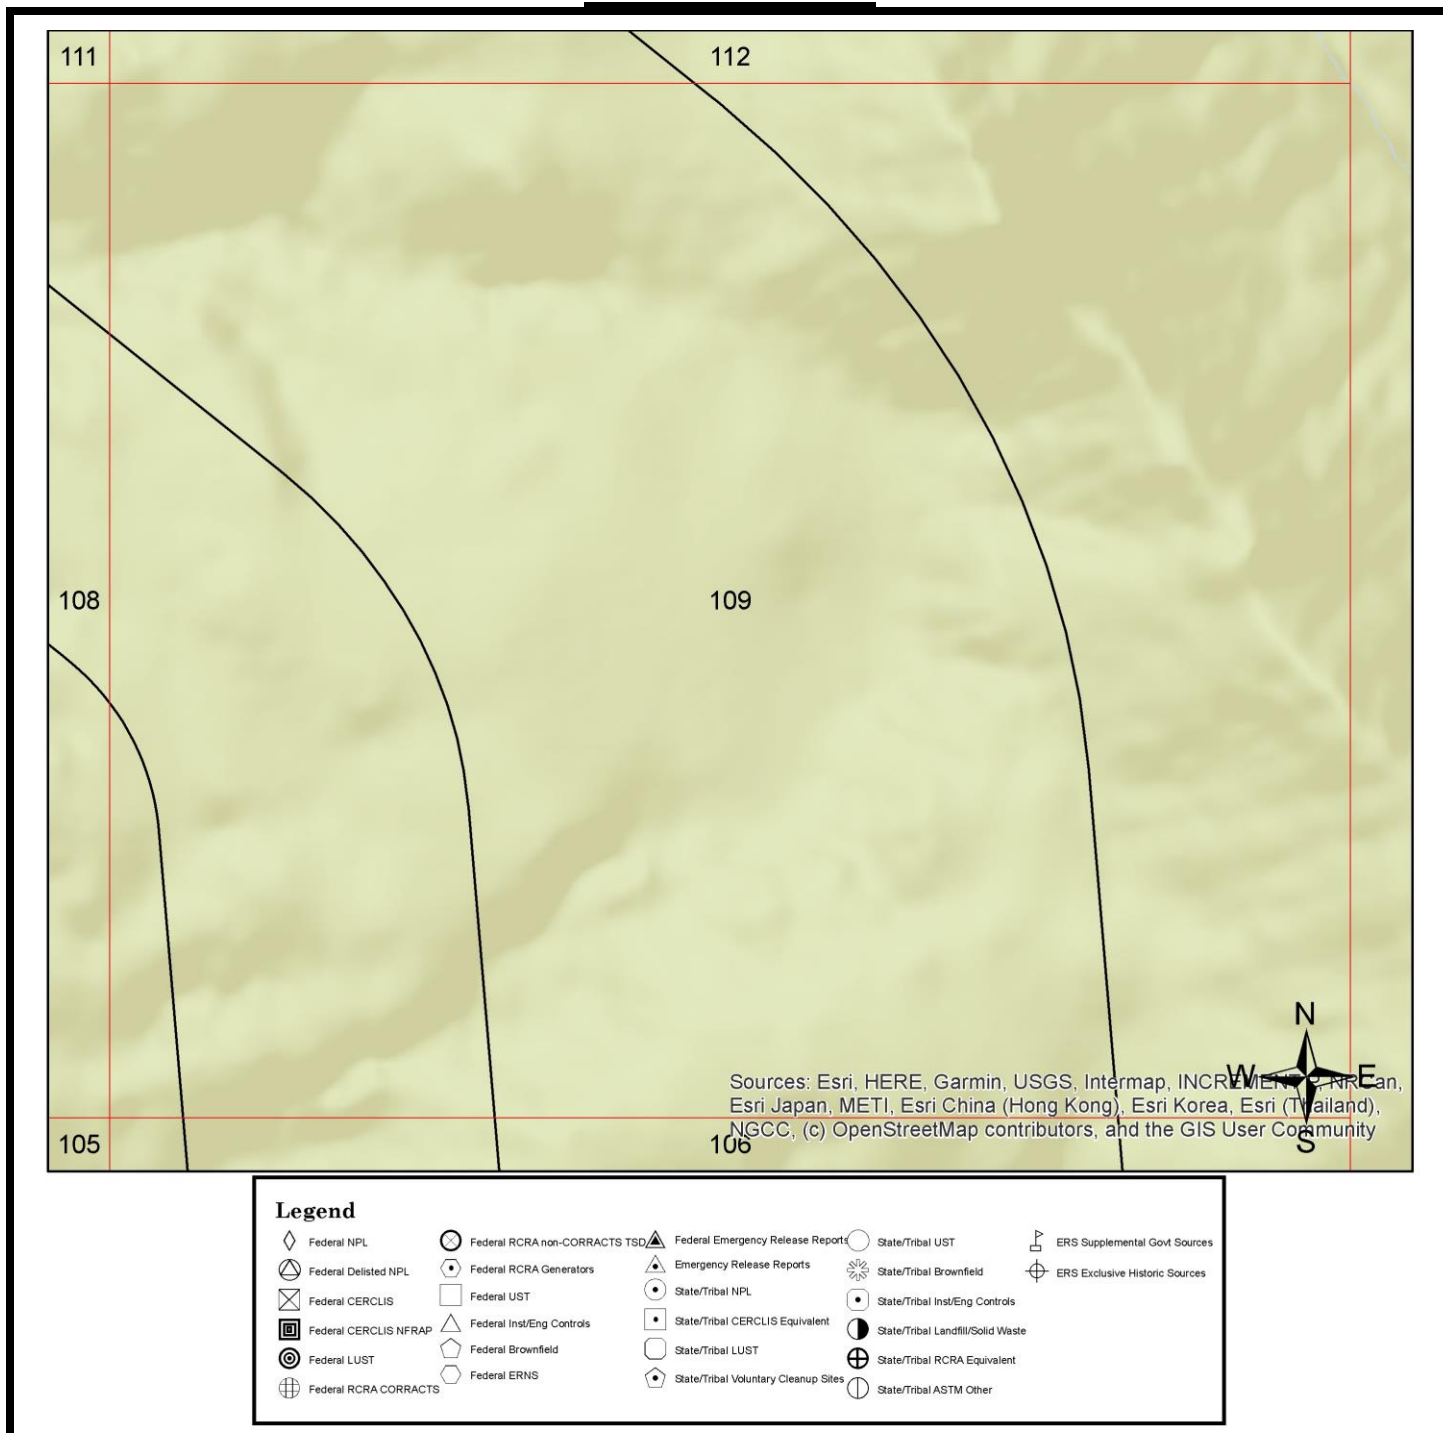 111
112
108
109
N
W
E
Sources: Esri, HERE, Garmin, USGS, Intermap, INCREMENT P, NRCan,
Esri Japan, METI, Esri China (Hong Kong), Esri Korea, Esri (Thailand),
NGCC, (c) OpenStreetMap contributors, and the GIS User Community
S
105
106
Legend
Federal NPL
Federal Delisted NPL
Federal CERCLIS
Federal CERCLIS NFRAP
Federal LUST
Federal RCRA CORRACTS
Federal RCRA non-CORRACTS TSD
Federal RCRA Generators
Federal UST
Federal Inst/Eng Controls
Federal Brownfield
Federal ERNS
Federal Emergency Release Reports
Emergency Release Reports
State/Tribal NPL
State/Tribal CERCLIS Equivalent
State/Tribal LUST
State/Tribal Voluntary Cleanup Sites
State/Tribal UST
State/Tribal Brownfield
State/Tribal Inst/Eng Controls
State/Tribal Landfill/Solid Waste
State/Tribal RCRA Equivalent
State/Tribal ASTM Other
ERS Supplemental Govt Sources
ERS Exclusive Historic Sources